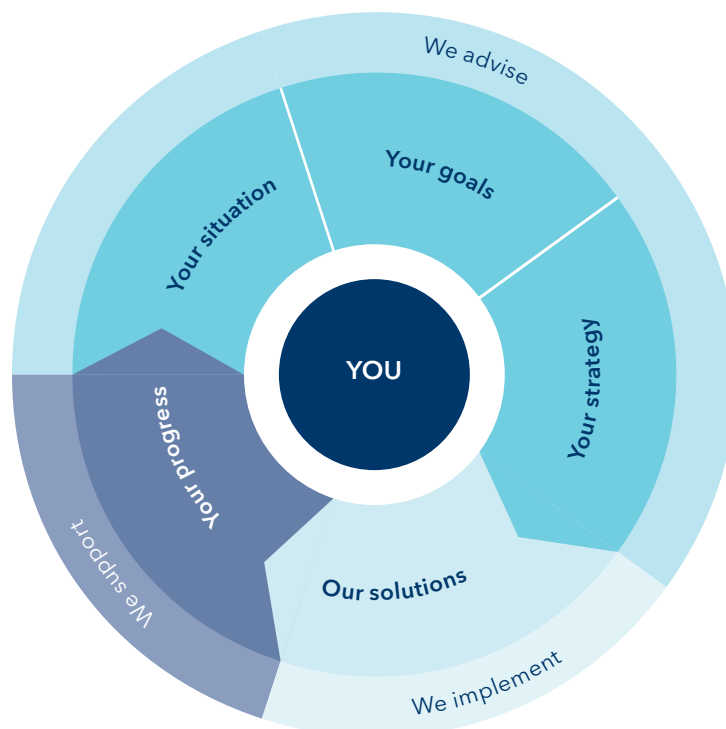 We advise
Your goals
Your situation
Your strategy
YOU
Your progress
Our solutions
We support
We implement